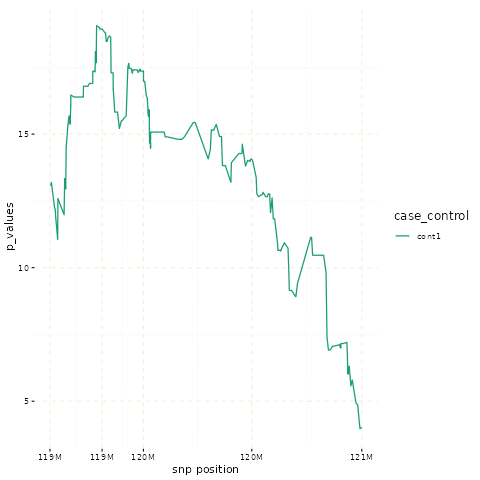 p_values
15
10
5
119M 119M 120M 120M 121M
snp position
case_control
cont1